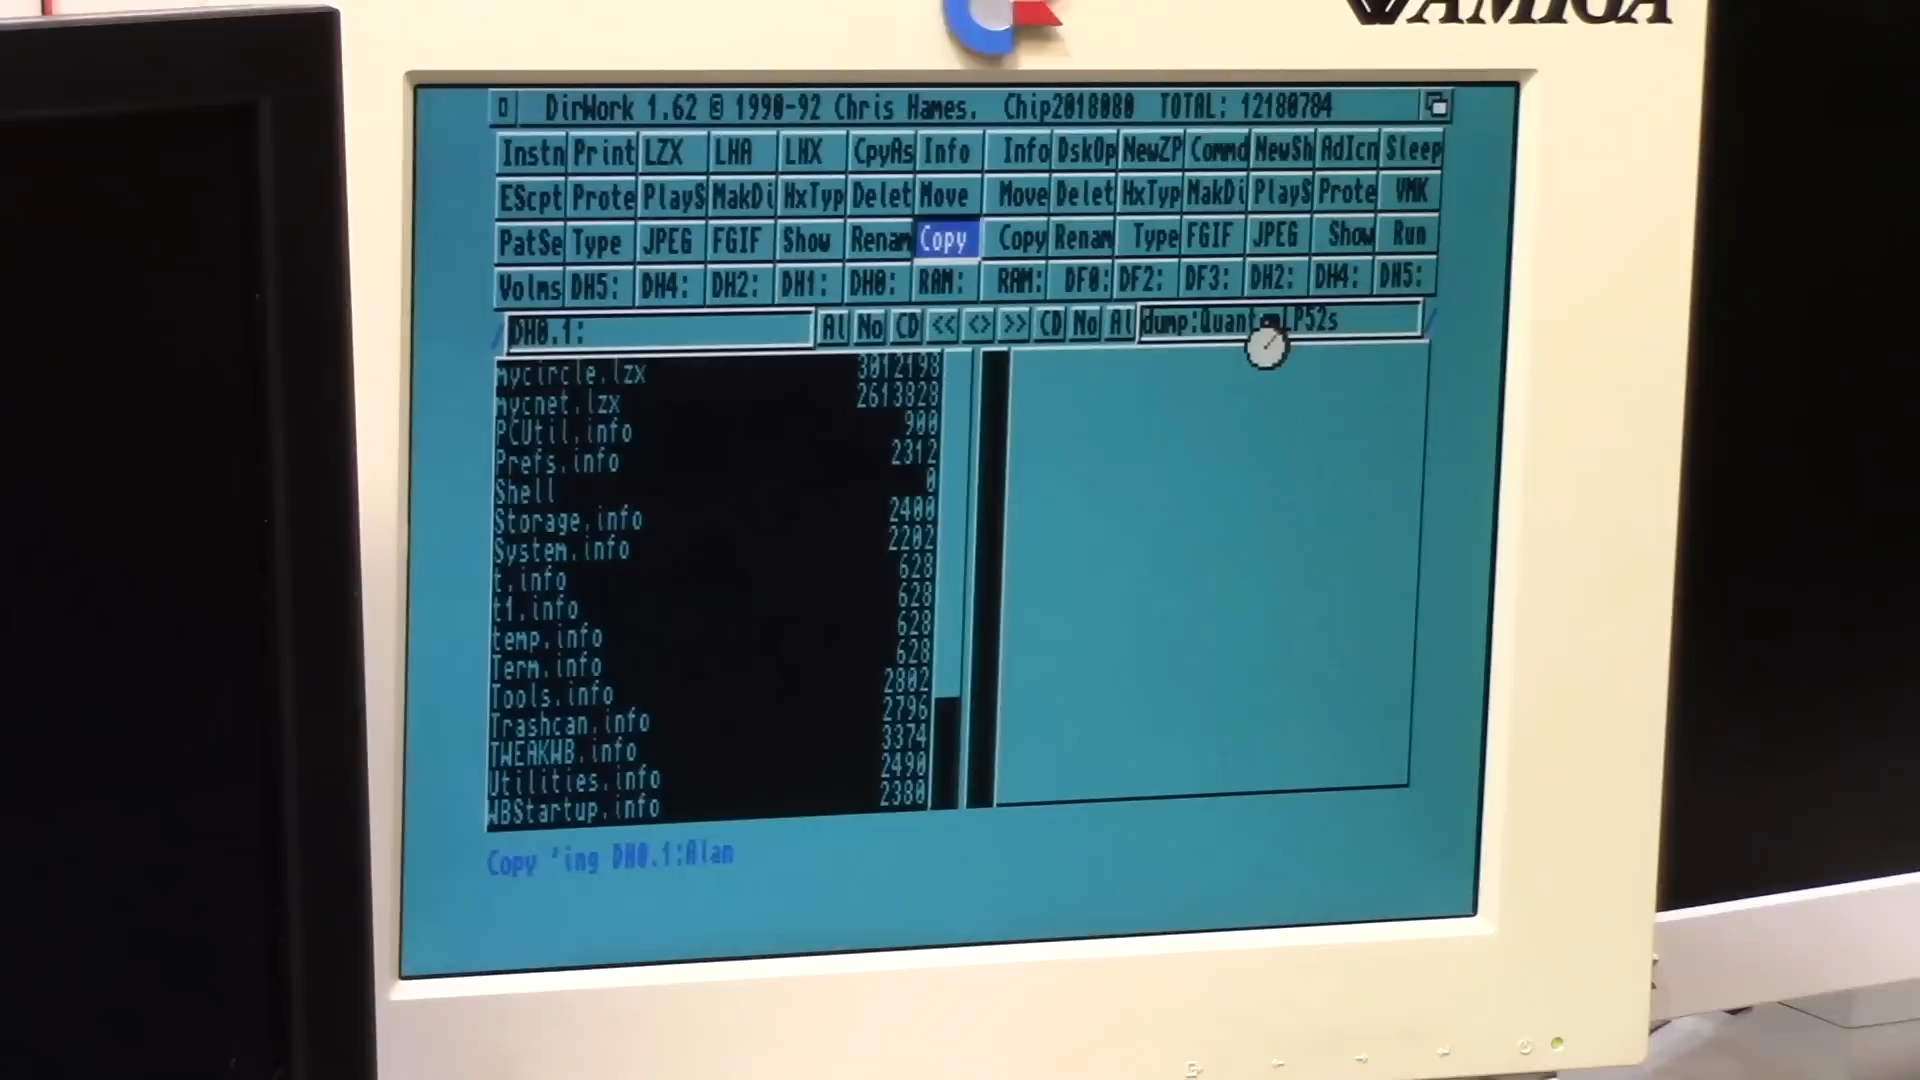 AMIGA
DirWork 1.62 © 1990-92 Chris Hames. Chip2018080 TOTAL: 12180784
Instn Print LZX LHA LHX CpyAs Info Info DskOp NewZP Commd NewSh AdIcn Sleep
EScpt Prote PlayS MakDi HxTyp Delet Move Move Delet HxTyp MakDi PlayS Prote VMK
PatSe Type JPEG FGIF Show Renam Copy Copy Renam Type FGIF JPEG Show Run
Volms DH5: DH4: DH2: DH1: DH0: RAM: RAM: DF0: DF2: DF3: DH2: DH4: DH5:
DH0.1: Al No CD << <> >> CD No Al dump:QuantumLP52s
mycircle.lzx 3012198
mycnet.lzx 2613828
PCUtil.info 900
Prefs.info 2312
Shell 0
Storage.info 2400
System.info 2202
t.info 628
t1.info 628
temp.info 628
Term.info 628
Tools.info 2802
Trashcan.info 2796
TWEAKWB.info 3374
Utilities.info 2490
WBStartup.info 2380
Copy 'ing DH0.1:Alan